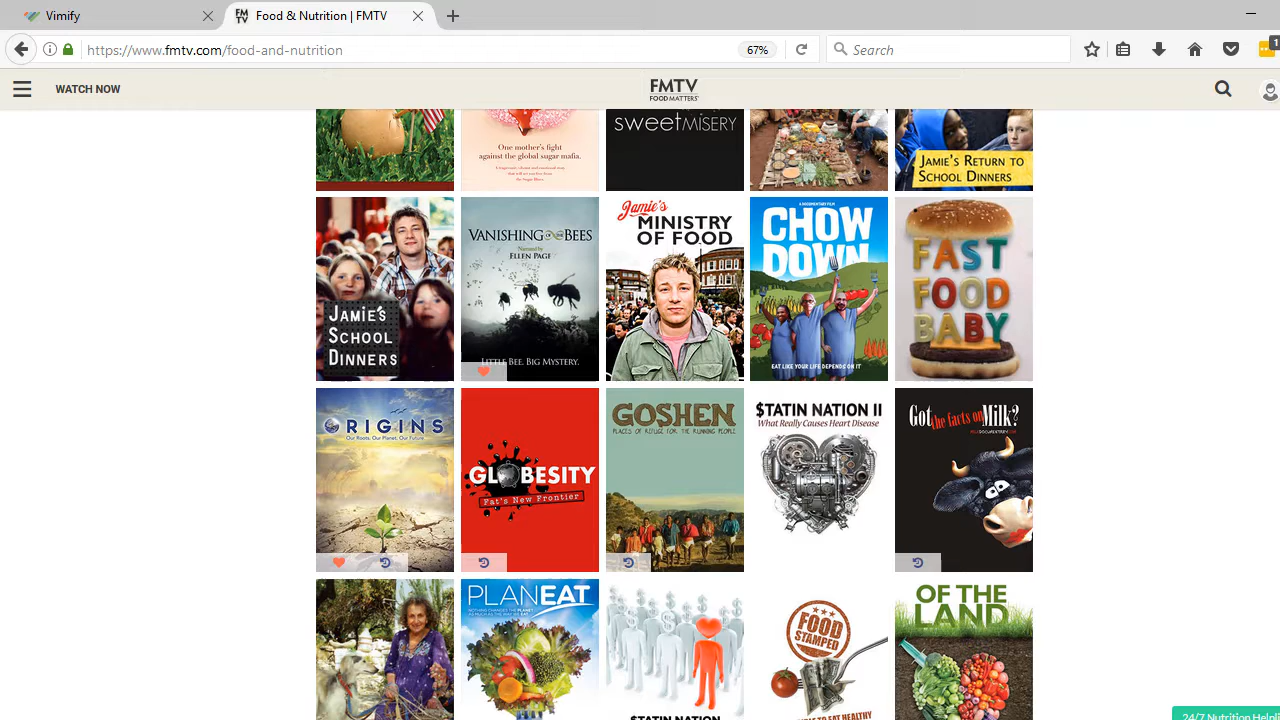 Vimify
Food & Nutrition | FMTV
https://www.fmtv.com/food-and-nutrition
67%
Search
1
WATCH NOW
FMTV
FOOD MATTERS
One mother's fight
against the global sugar mafia.
sweetMISERY
JAMIE'S RETURN TO
SCHOOL DINNERS
JAMIE'S
SCHOOL
DINNERS
VANISHING OF THE BEES
Narrated by
ELLEN PAGE
LITTLE BEE. BIG MYSTERY.
Jamie's
MINISTRY
OF FOOD
A DOCUMENTARY FILM
CHOW
DOWN
EAT LIKE YOUR LIFE DEPENDS ON IT
FAST
FOOD
BABY
ORIGINS
Our Roots. Our Planet. Our Future.
GLOBESITY
Fat's New Frontier
GOSHEN
PLACES OF REFUGE FOR THE RUNNING PEOPLE
$TATIN NATION II
What Really Causes Heart Disease
Got the facts on Milk?
PLANEAT
$TATIN NATION
FOOD
STAMPED
OF THE
LAND
24/7 Nutrition Helpli